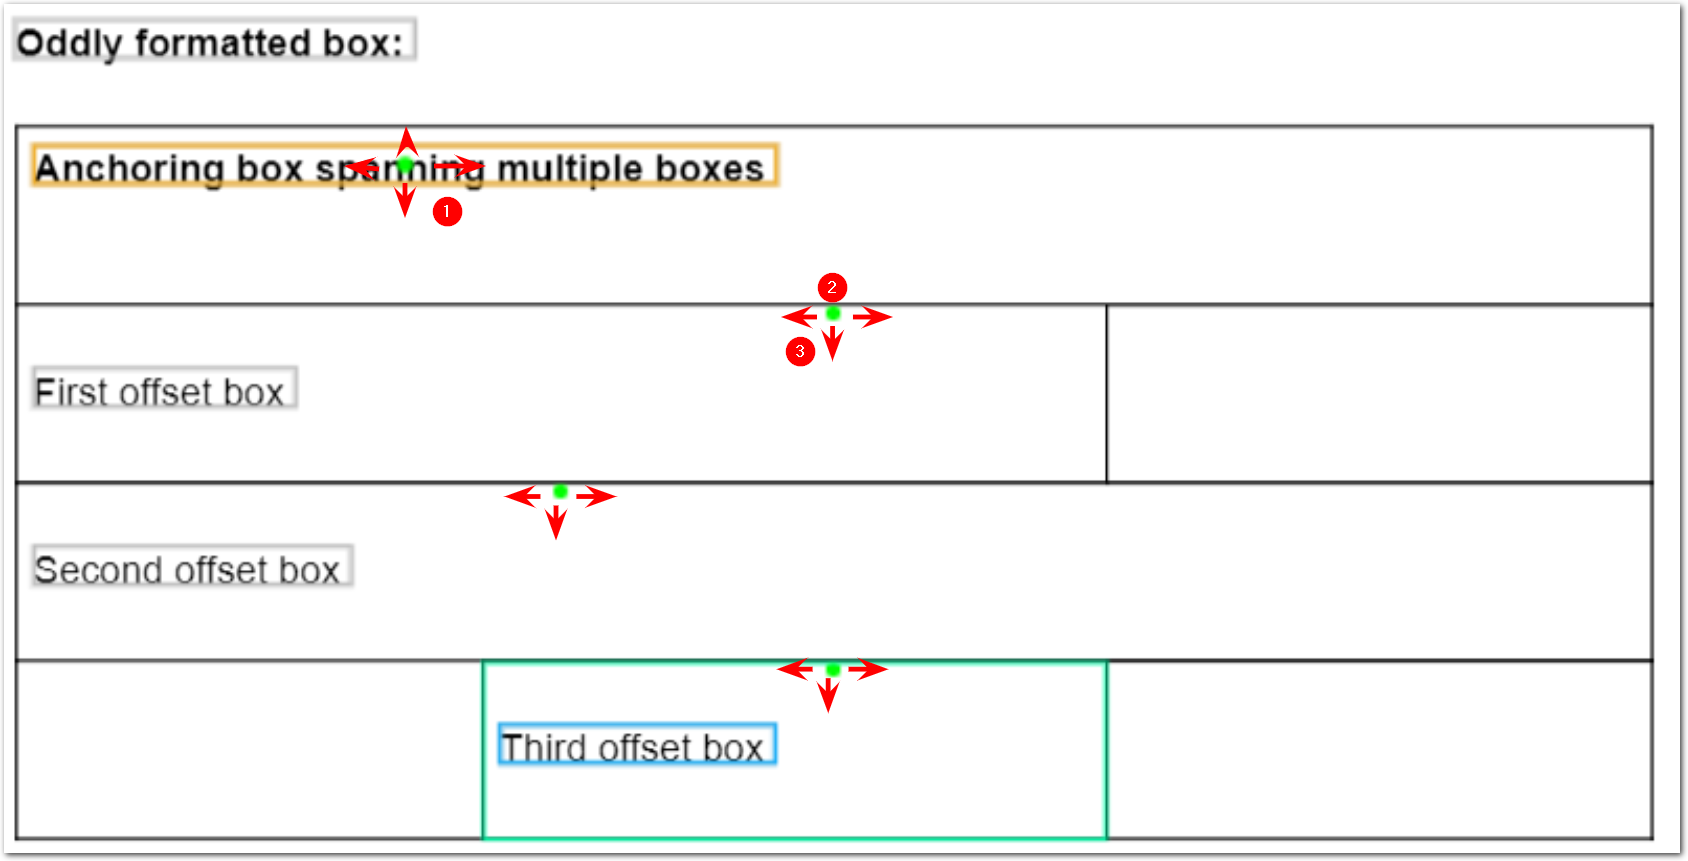 Oddly formatted box:
Anchoring box spanning multiple boxes
1
2
3
First offset box
Second offset box
Third offset box